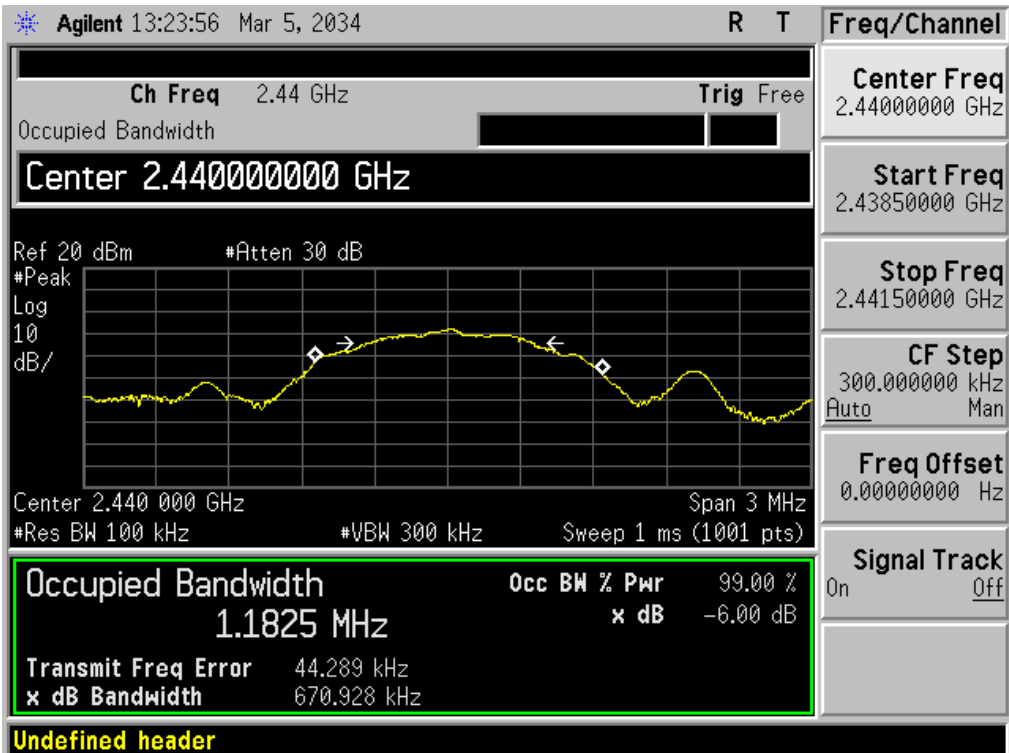 Agilent 13:23:56 Mar 5, 2034 R T
Freq/Channel
Ch Freq 2.44 GHz Trig Free
Occupied Bandwidth
Center 2.440000000 GHz
Ref 20 dBm #Atten 30 dB
#Peak
Log
10
dB/
Center 2.440 000 GHz Span 3 MHz
#Res BW 100 kHz #VBW 300 kHz Sweep 1 ms (1001 pts)
Occupied Bandwidth
1.1825 MHz
Occ BW % Pwr 99.00 %
x dB -6.00 dB
Transmit Freq Error 44.289 kHz
x dB Bandwidth 670.928 kHz
Undefined header
Center Freq
2.44000000 GHz
Start Freq
2.43850000 GHz
Stop Freq
2.44150000 GHz
CF Step
300.000000 kHz
Auto Man
Freq Offset
0.00000000 Hz
Signal Track
On Off